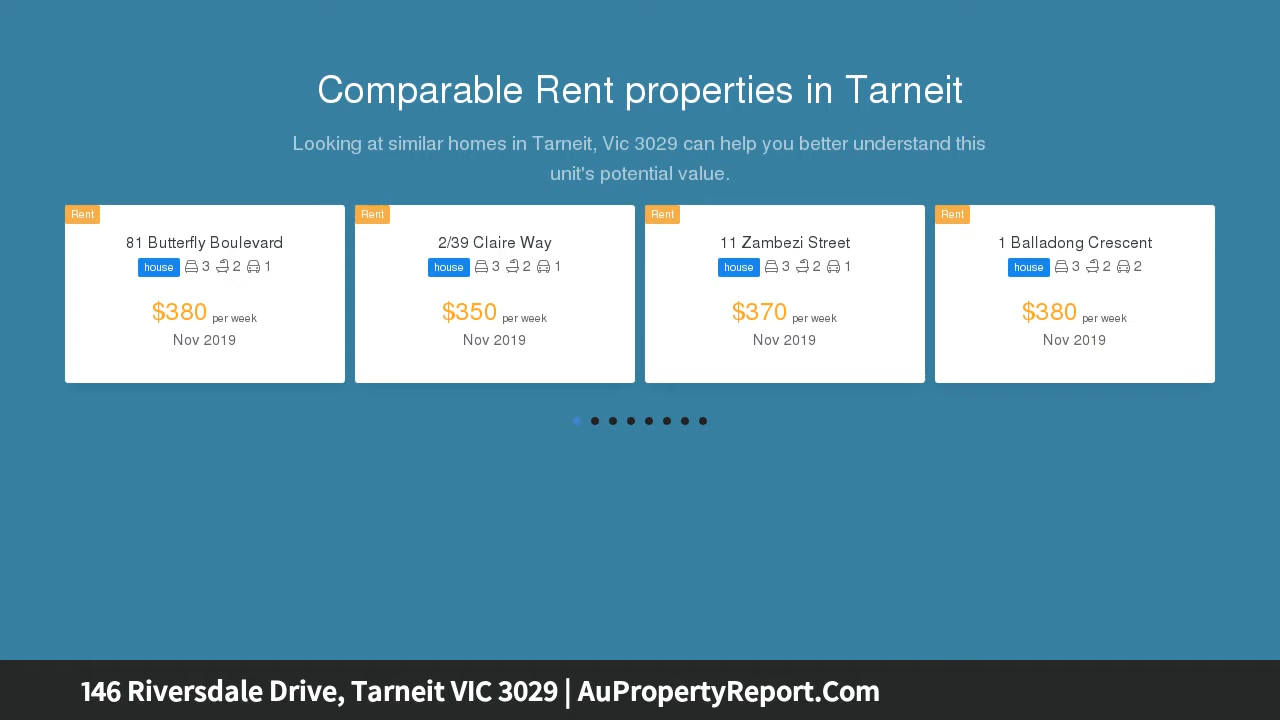 Comparable Rent properties in Tarneit
Looking at similar homes in Tarneit, Vic 3029 can help you better understand this
unit's potential value.
Rent
81 Butterfly Boulevard
house 3 2 1
$380 per week
Nov 2019
Rent
2/39 Claire Way
house 3 2 1
$350 per week
Nov 2019
Rent
11 Zambezi Street
house 3 2 1
$370 per week
Nov 2019
Rent
1 Balladong Crescent
house 3 2 2
$380 per week
Nov 2019
146 Riversdale Drive, Tarneit VIC 3029 | AuPropertyReport.Com